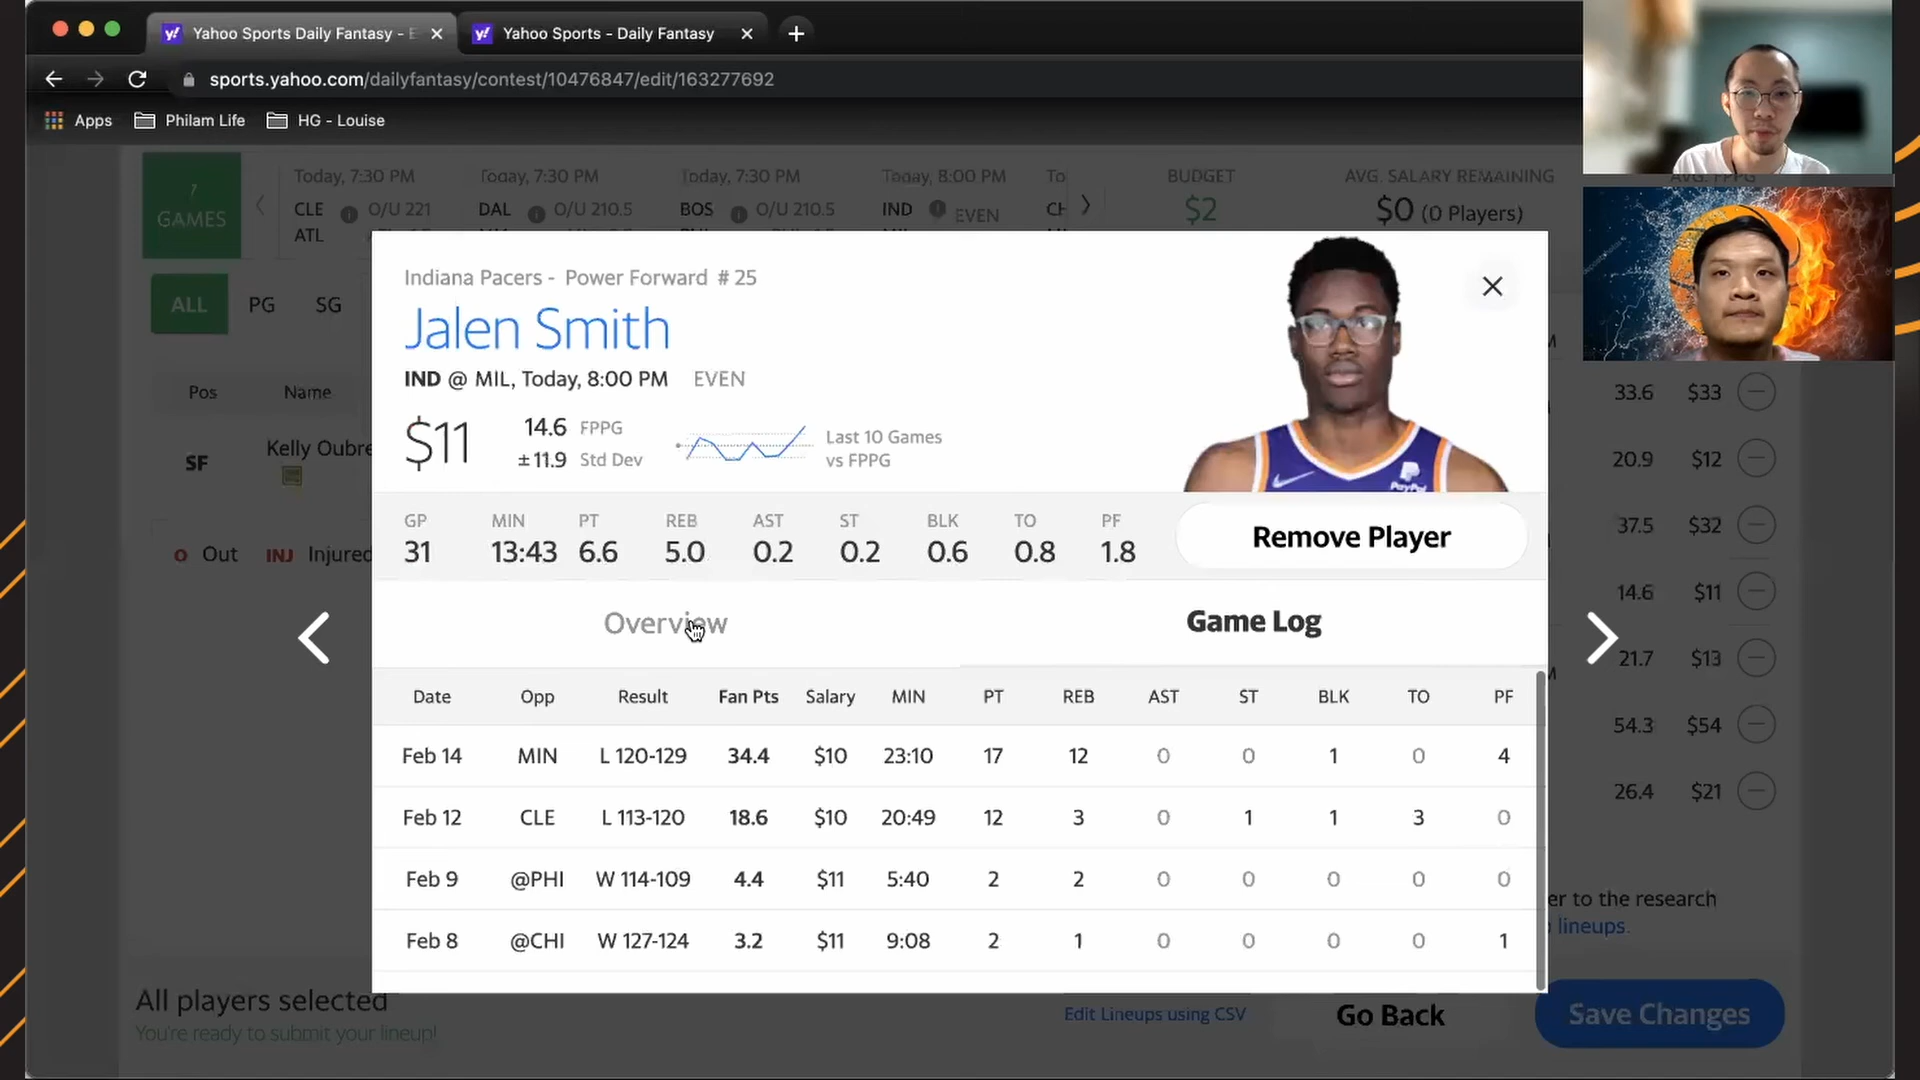 Yahoo Sports Daily Fantasy -
Yahoo Sports - Daily Fantasy
sports.yahoo.com/dailyfantasy/contest/10476847/edit/163277692
Apps
Philam Life
HG - Louise
GAMES
Today, 7:30 PM
CLE O/U 221
ATL
Today, 7:30 PM
DAL O/U 210.5
Today, 7:30 PM
BOS O/U 210.5
Today, 8:00 PM
IND EVEN
To
CH
BUDGET
$2
AVG. SALARY REMAINING
$0 (0 Players)
AVG. FPPG
ALL PG SG
Pos Name
SF Kelly Oubre
O Out INJ Injured
Indiana Pacers - Power Forward # 25
Jalen Smith
IND @ MIL, Today, 8:00 PM EVEN
$11
14.6 FPPG
±11.9 Std Dev
Last 10 Games
vs FPPG
PayPal
GP MIN PT REB AST ST BLK TO PF
31 13:43 6.6 5.0 0.2 0.2 0.6 0.8 1.8
Remove Player
Overview
Game Log
Date Opp Result Fan Pts Salary MIN PT REB AST ST BLK TO PF
Feb 14 MIN L 120-129 34.4 $10 23:10 17 12 0 0 1 0 4
Feb 12 CLE L 113-120 18.6 $10 20:49 12 3 0 1 1 3 0
Feb 9 @PHI W 114-109 4.4 $11 5:40 2 2 0 0 0 0 0
Feb 8 @CHI W 127-124 3.2 $11 9:08 2 1 0 0 0 0 1
33.6 $33
20.9 $12
37.5 $32
14.6 $11
21.7 $13
54.3 $54
26.4 $21
er to the research
lineups.
All players selected
You're ready to submit your lineup!
Edit Lineups using CSV
Go Back
Save Changes